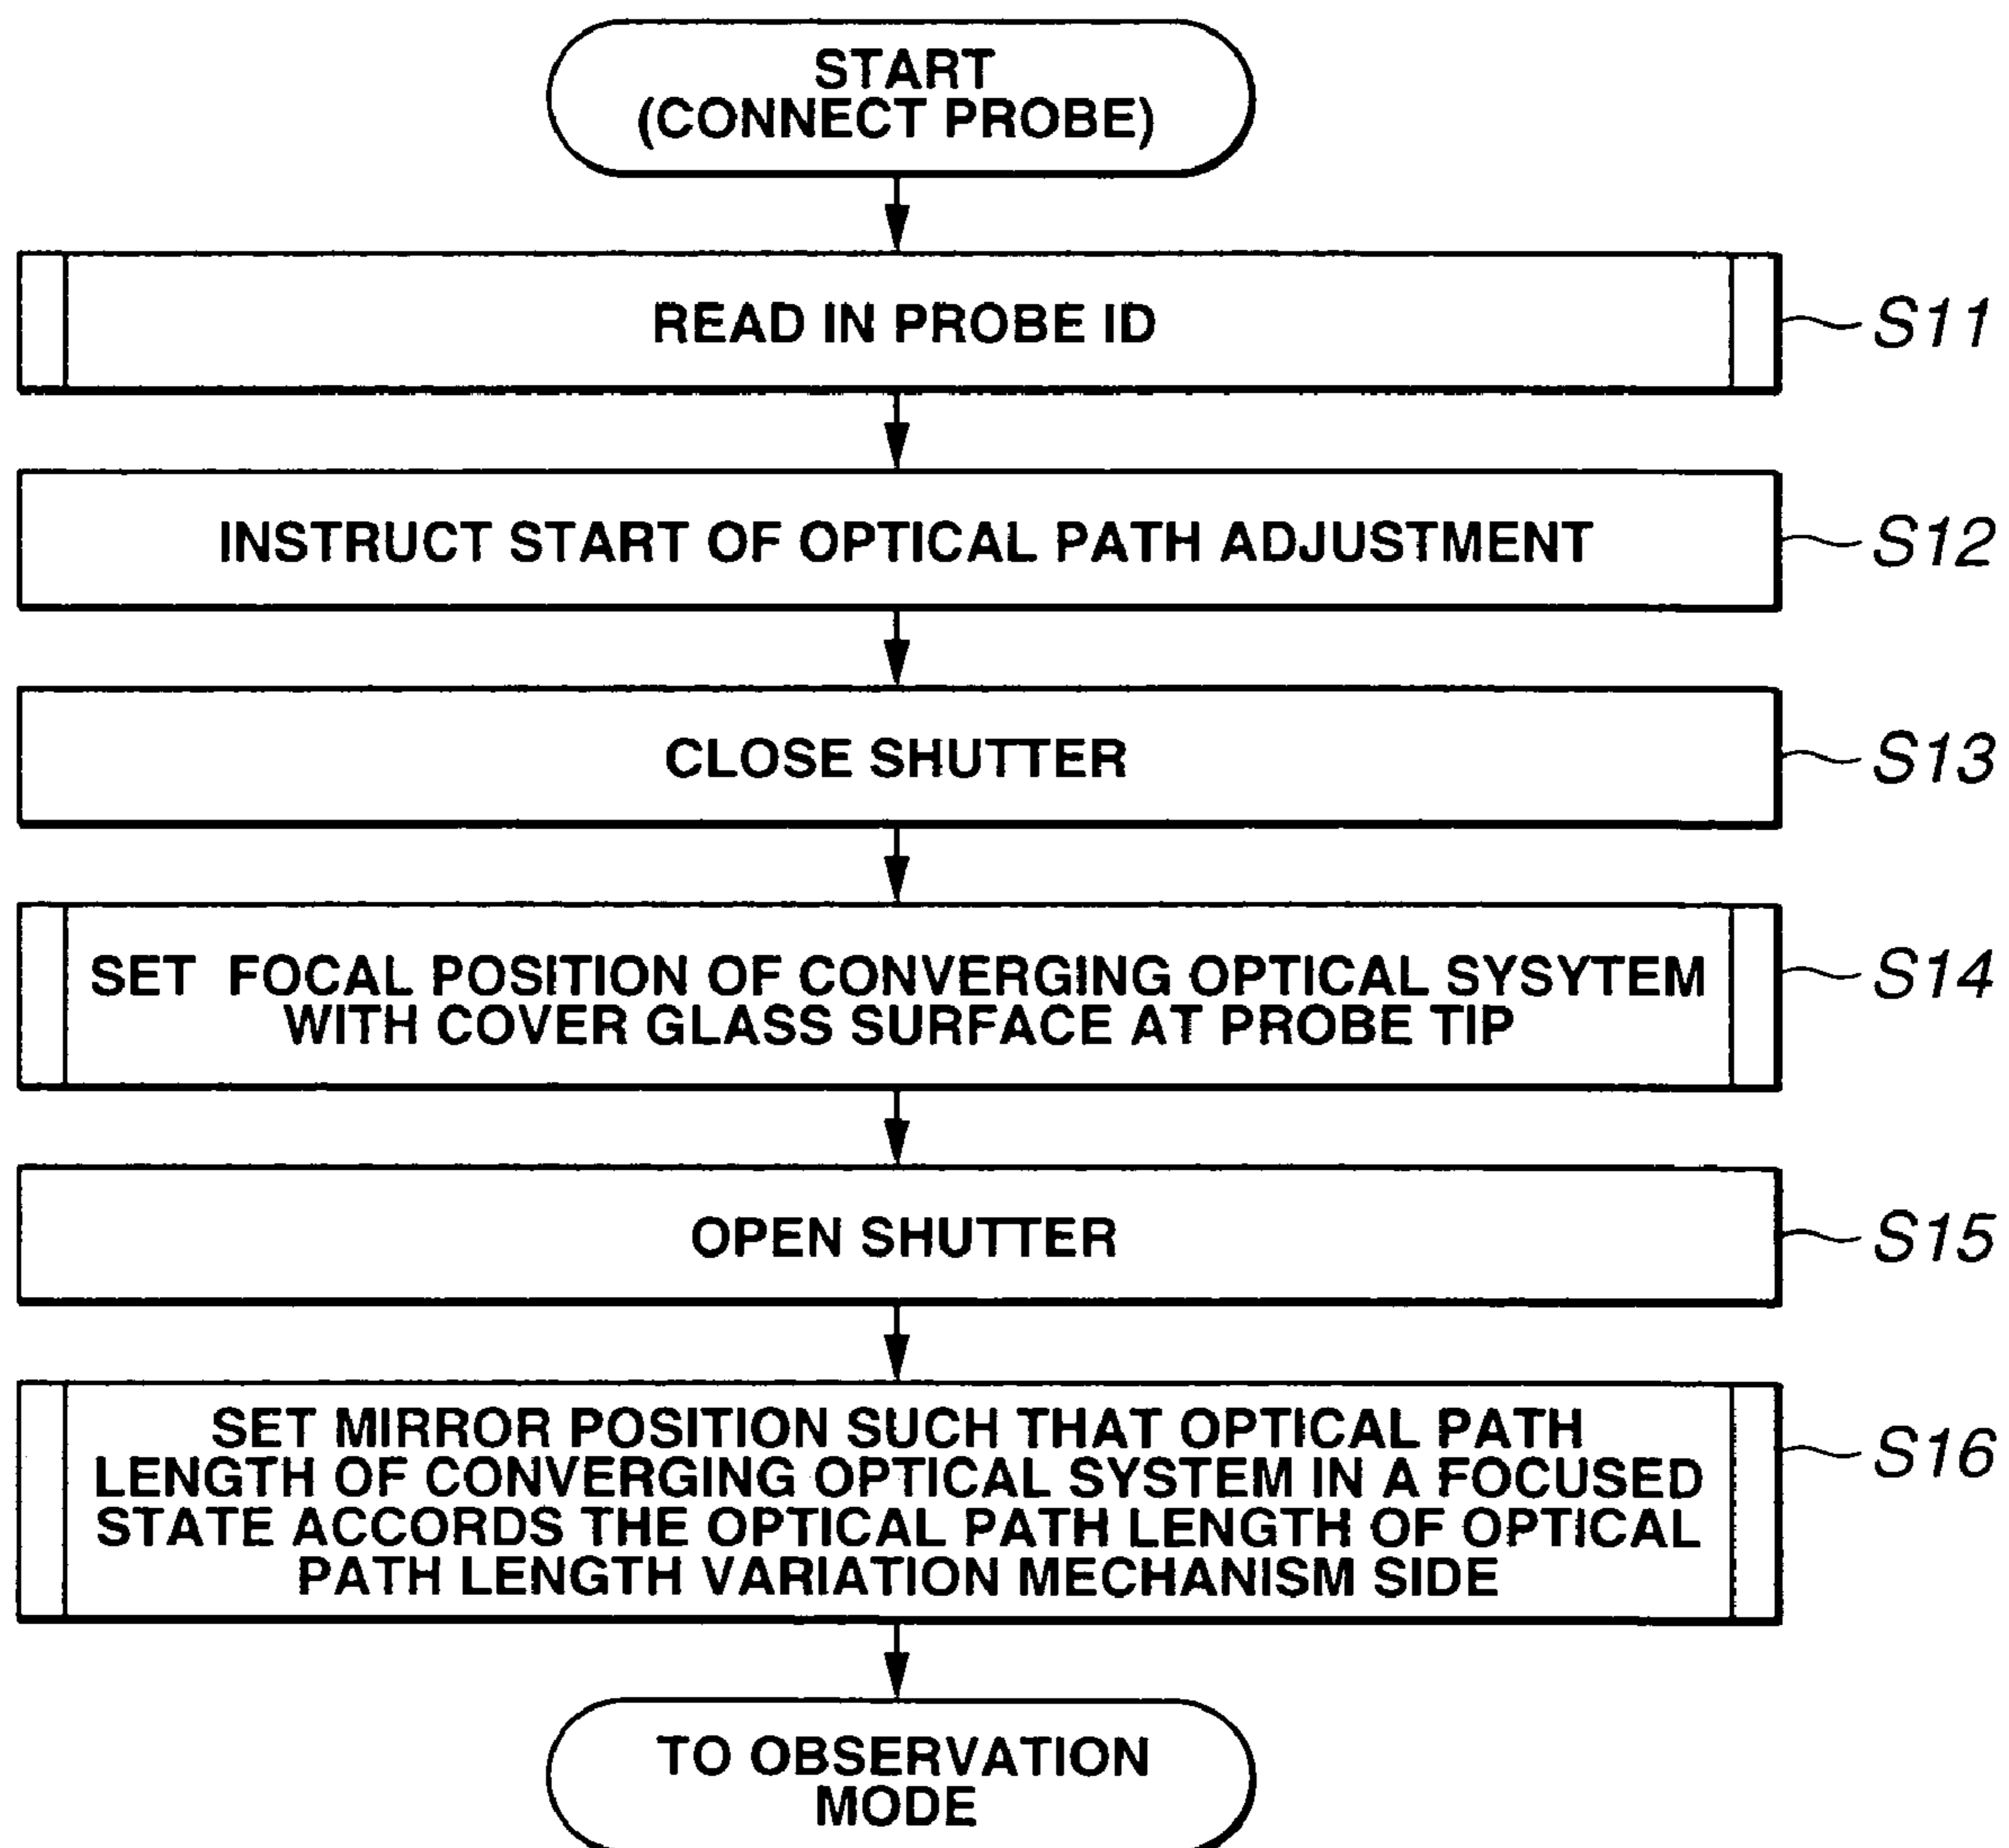 START
(CONNECT PROBE)
READ IN PROBE ID
S11
INSTRUCT START OF OPTICAL PATH ADJUSTMENT
S12
CLOSE SHUTTER
S13
SET FOCAL POSITION OF CONVERGING OPTICAL SYSYTEM
WITH COVER GLASS SURFACE AT PROBE TIP
S14
OPEN SHUTTER
S15
SET MIRROR POSITION SUCH THAT OPTICAL PATH
LENGTH OF CONVERGING OPTICAL SYSTEM IN A FOCUSED
STATE ACCORDS THE OPTICAL PATH LENGTH OF OPTICAL
PATH LENGTH VARIATION MECHANISM SIDE
S16
TO OBSERVATION
MODE